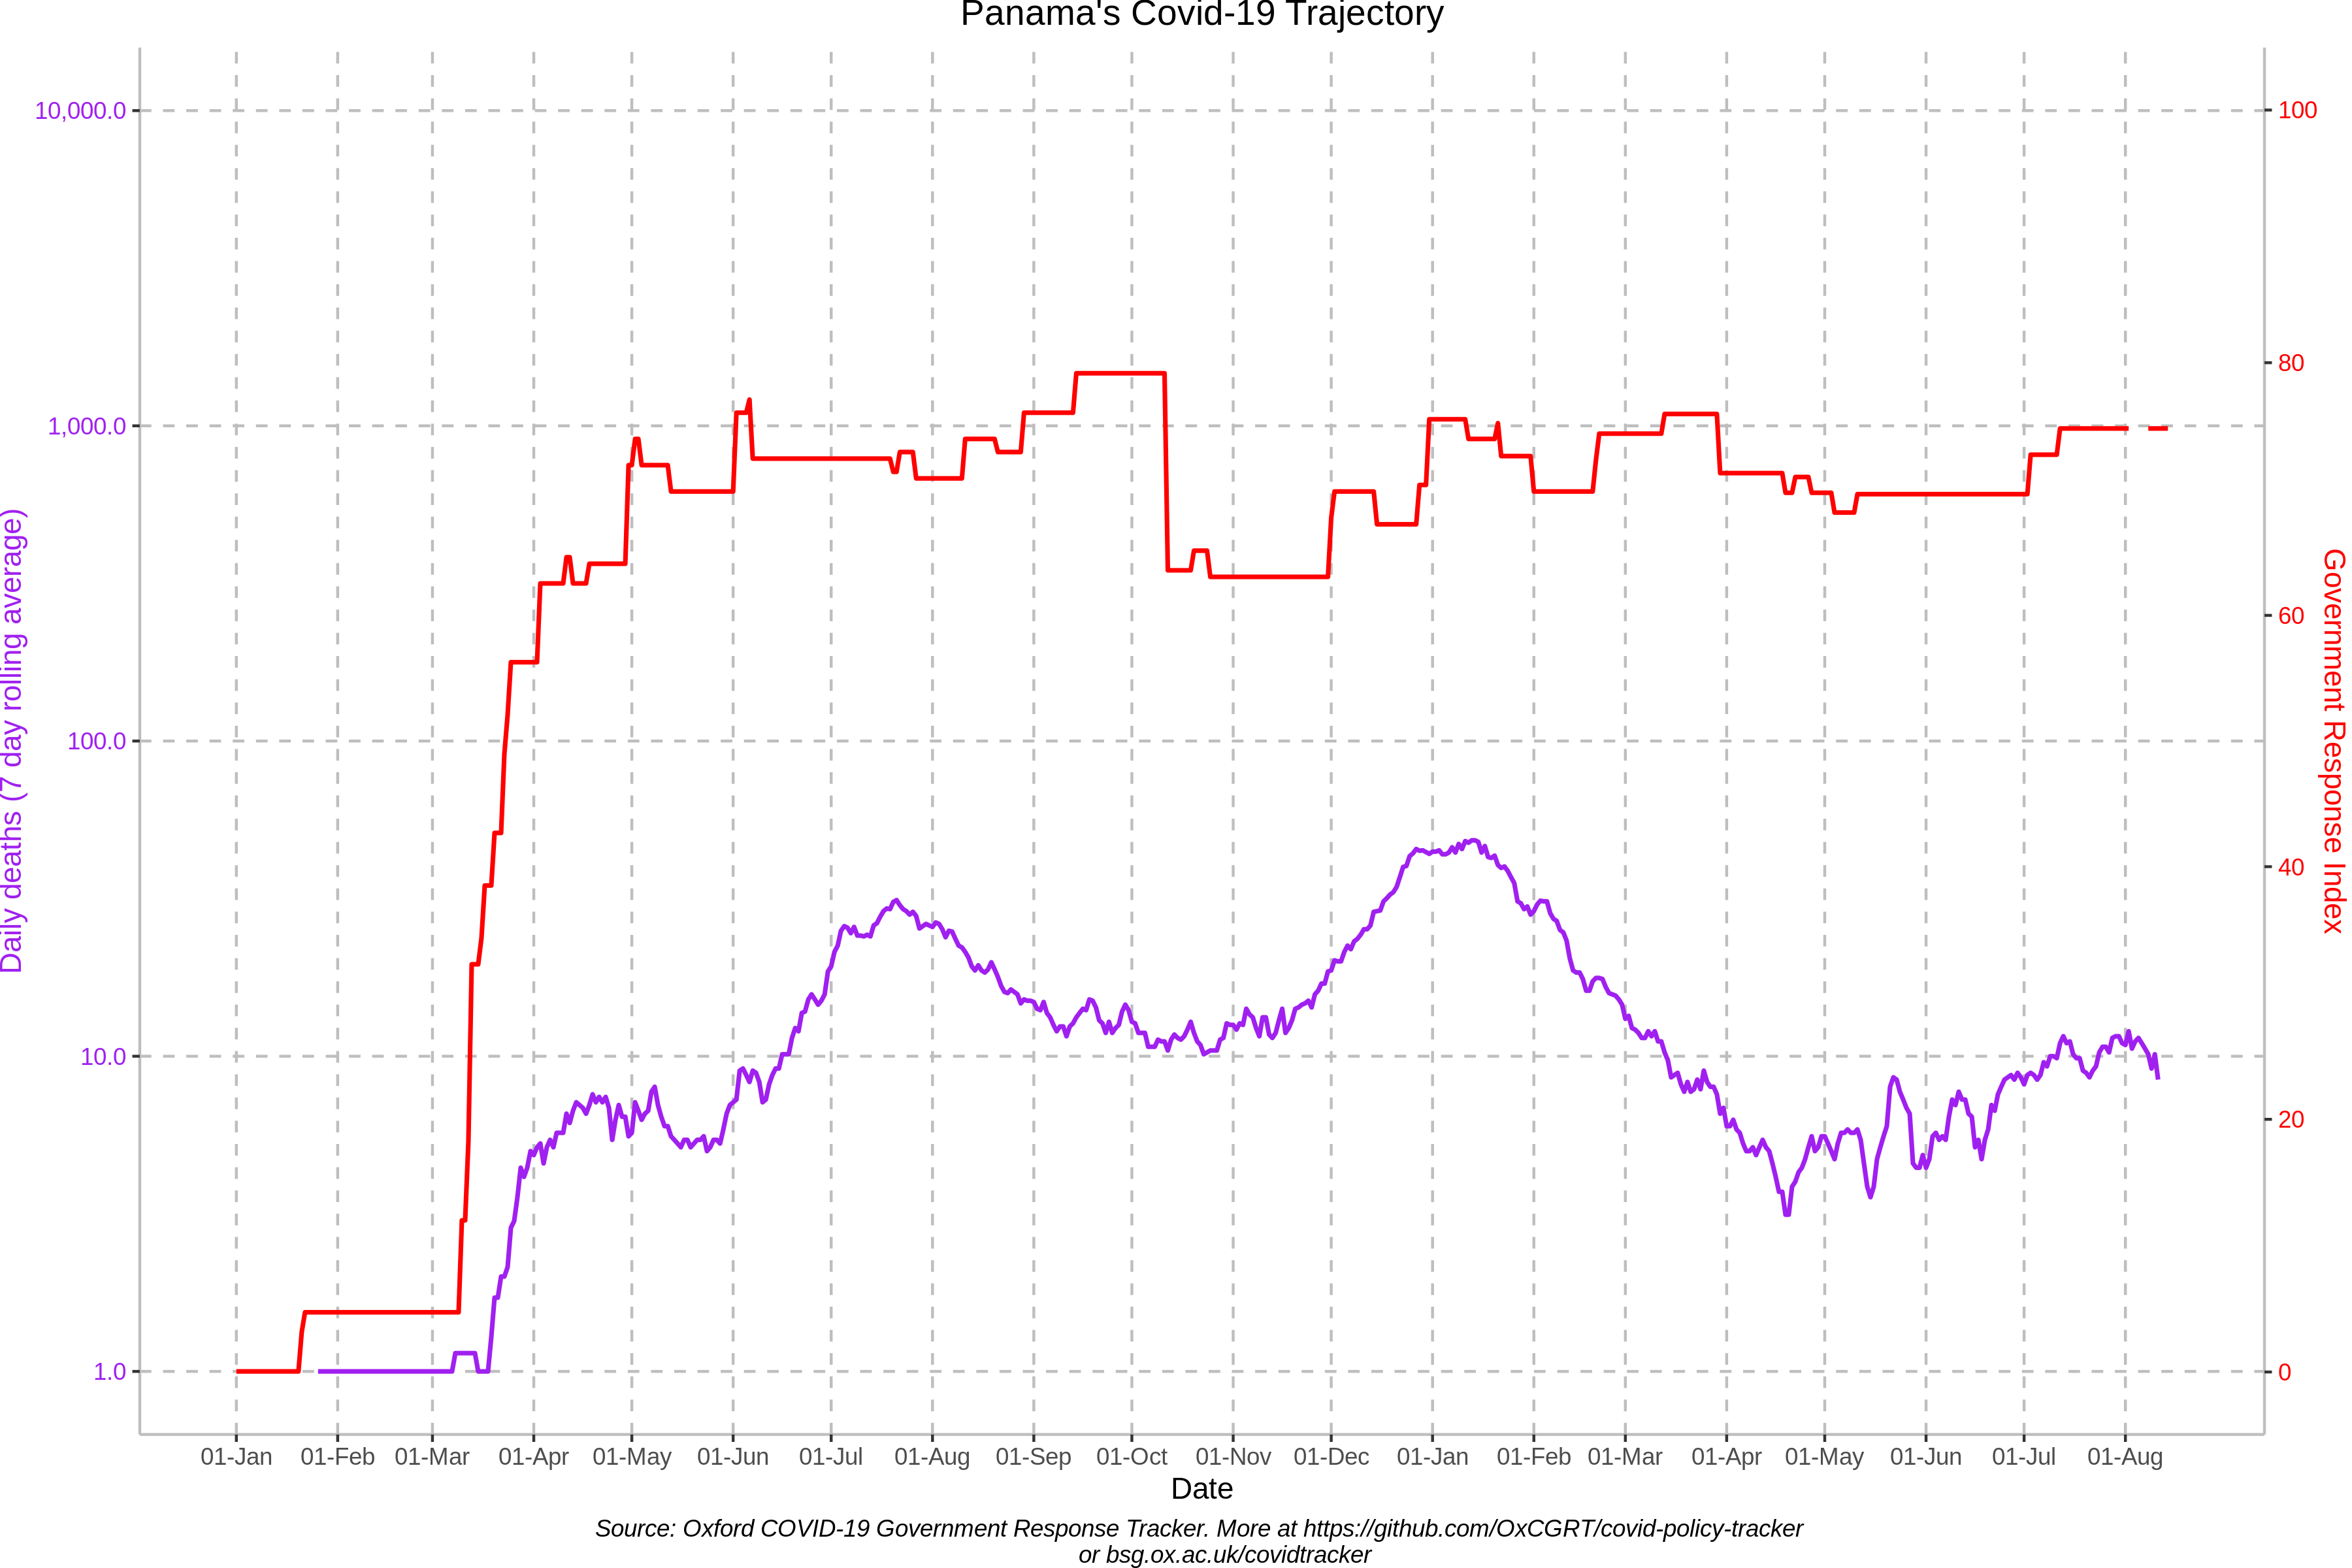 Panama's Covid-19 Trajectory
10,000.0
1,000.0
100.0
10.0
1.0
Daily deaths (7 day rolling average)
100
80
60
40
20
0
Government Response Index
01-Jan 01-Feb 01-Mar 01-Apr 01-May 01-Jun 01-Jul 01-Aug 01-Sep 01-Oct 01-Nov 01-Dec 01-Jan 01-Feb 01-Mar 01-Apr 01-May 01-Jun 01-Jul 01-Aug
Date
Source: Oxford COVID-19 Government Response Tracker. More at https://github.com/OxCGRT/covid-policy-tracker
or bsg.ox.ac.uk/covidtracker